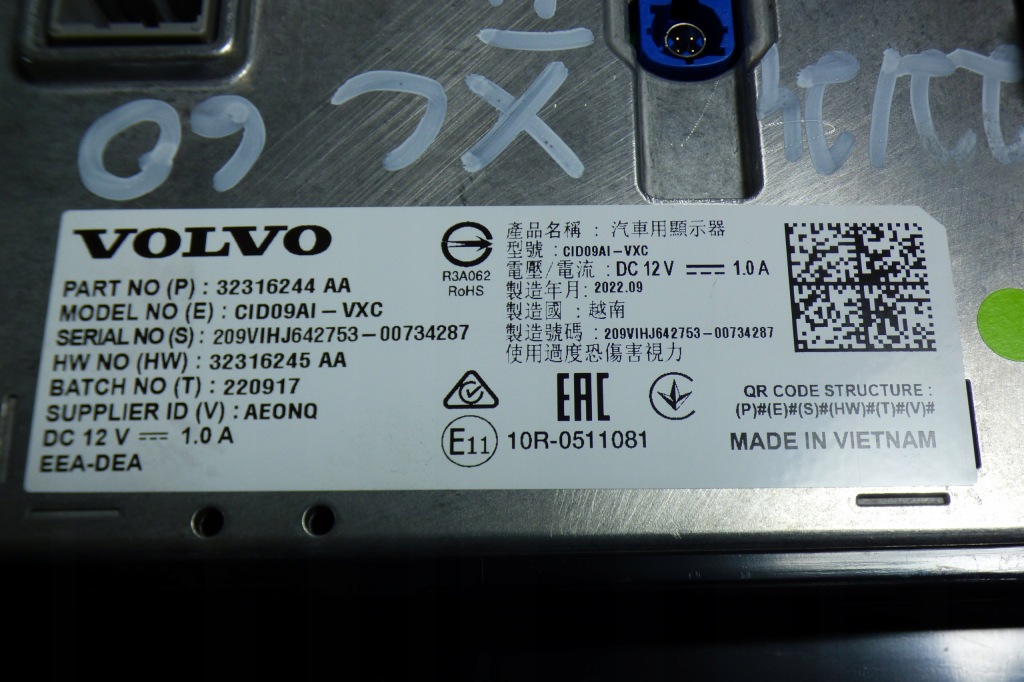 VOLVO
PART NO (P) : 32316244 AA
MODEL NO (E) : CID09AI-VXC
SERIAL NO (S) : 209VIHJ642753-00734287
HW NO (HW) : 32316245 AA
BATCH NO (T) : 220917
SUPPLIER ID (V) : AEONQ
DC 12 V ⎓ 1.0 A
EEA-DEA
R3A062
RoHS
產品名稱 : 汽車用顯示器
型號 : CID09AI-VXC
電壓/電流 : DC 12 V ⎓ 1.0 A
製造年月: 2022.09
製造國 : 越南
製造號碼 : 209VIHJ642753-00734287
使用過度恐傷害視力
EAC
E11 10R-0511081
QR CODE STRUCTURE :
(P)#(E)#(S)#(HW)#(T)#(V)#
MADE IN VIETNAM